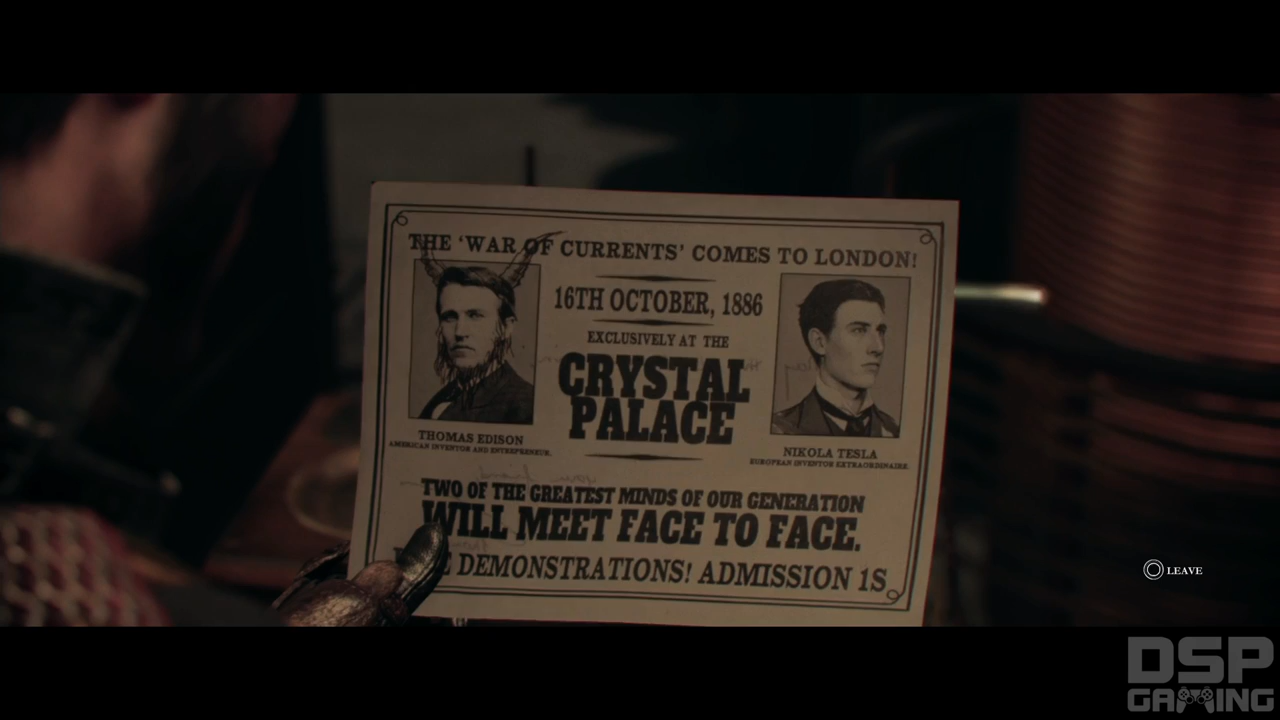 THE 'WAR OF CURRENTS' COMES TO LONDON!
16TH OCTOBER, 1886
EXCLUSIVELY AT THE
CRYSTAL
PALACE
THOMAS EDISON
AMERICAN INVENTOR AND ENTREPRENEUR.
NIKOLA TESLA
EUROPEAN INVENTOR EXTRAORDINAIRE.
TWO OF THE GREATEST MINDS OF OUR GENERATION
WILL MEET FACE TO FACE.
DEMONSTRATIONS! ADMISSION 1S.
LEAVE
DSP
GAMING